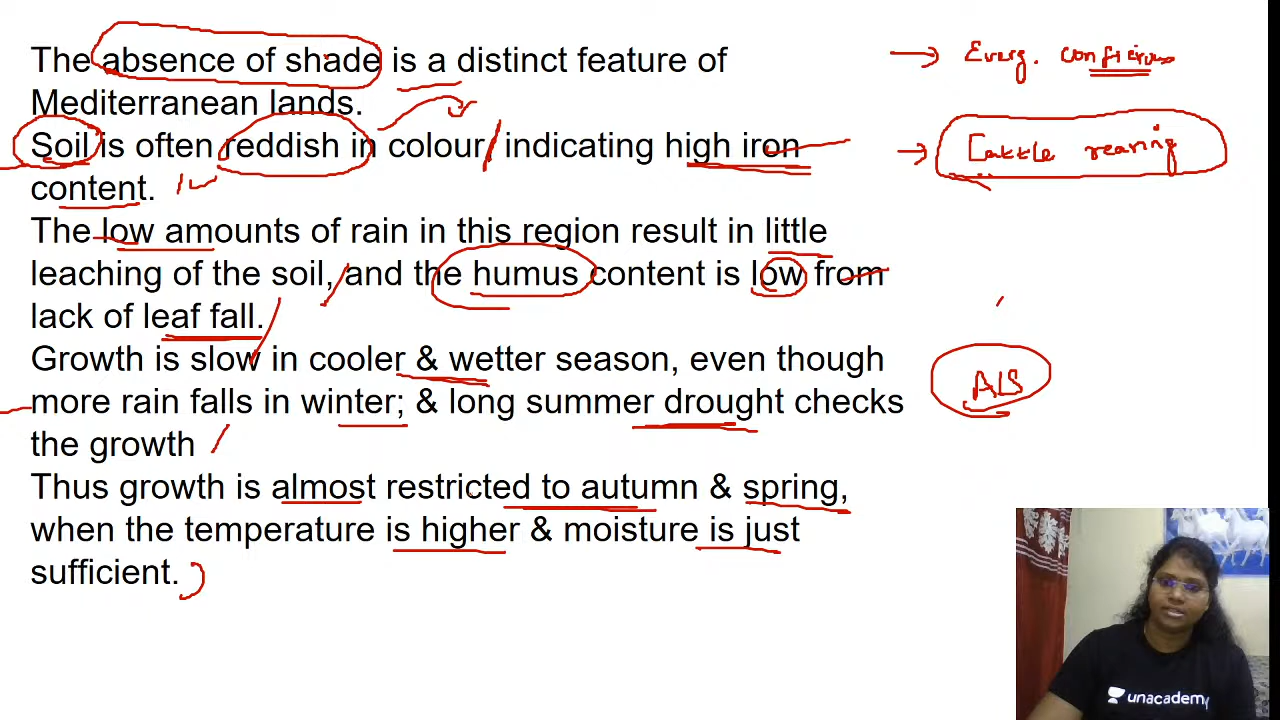 The absence of shade is a distinct feature of
Mediterranean lands.
Soil is often reddish in colour, indicating high iron
content.
The low amounts of rain in this region result in little
leaching of the soil, and the humus content is low from
lack of leaf fall.
Growth is slow in cooler & wetter season, even though
more rain falls in winter; & long summer drought checks
the growth
Thus growth is almost restricted to autumn & spring,
when the temperature is higher & moisture is just
sufficient.
Everg.
Cattle rearing
A/S
unacademy